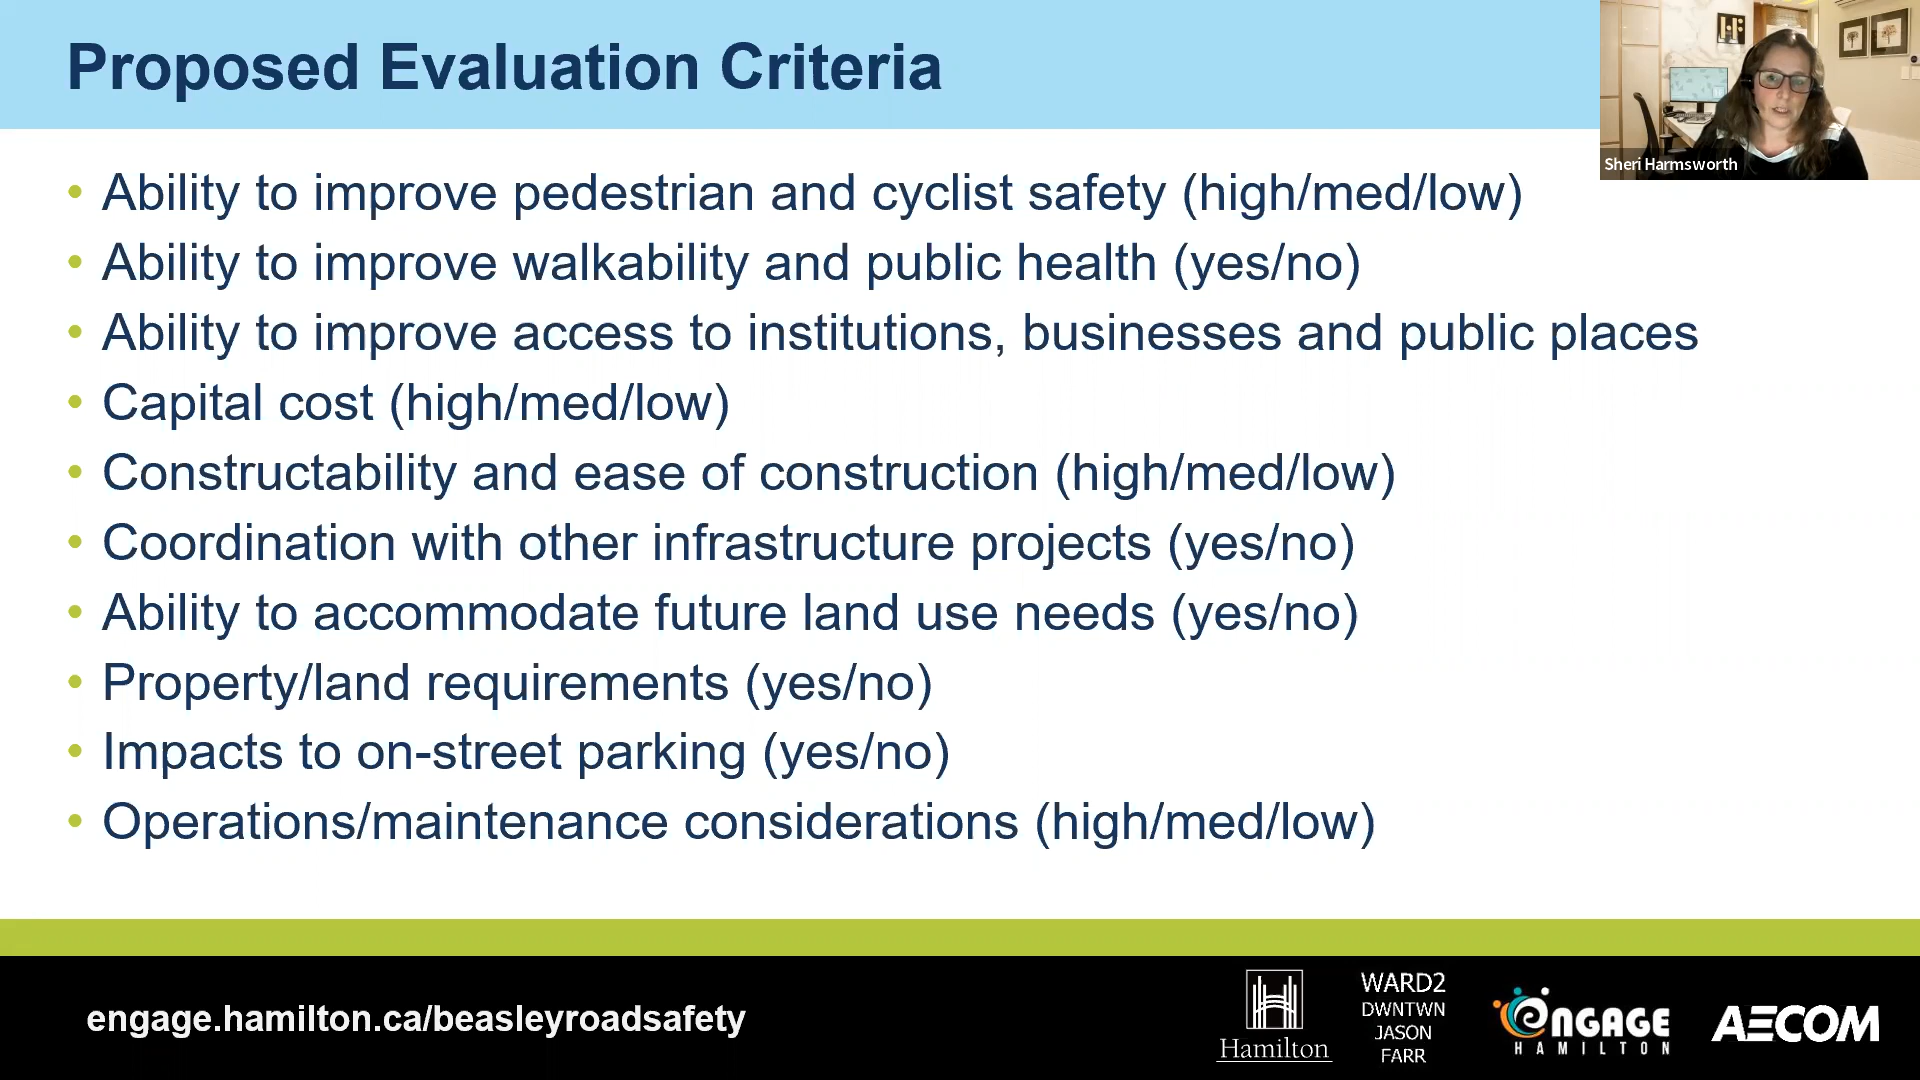 Proposed Evaluation Criteria
Sheri Harmsworth
• Ability to improve pedestrian and cyclist safety (high/med/low)
• Ability to improve walkability and public health (yes/no)
• Ability to improve access to institutions, businesses and public places
• Capital cost (high/med/low)
• Constructability and ease of construction (high/med/low)
• Coordination with other infrastructure projects (yes/no)
• Ability to accommodate future land use needs (yes/no)
• Property/land requirements (yes/no)
• Impacts to on-street parking (yes/no)
• Operations/maintenance considerations (high/med/low)
engage.hamilton.ca/beasleyroadsafety
Hamilton
WARD2
DWNTWN
JASON
FARR
ENGAGE
HAMILTON
AECOM